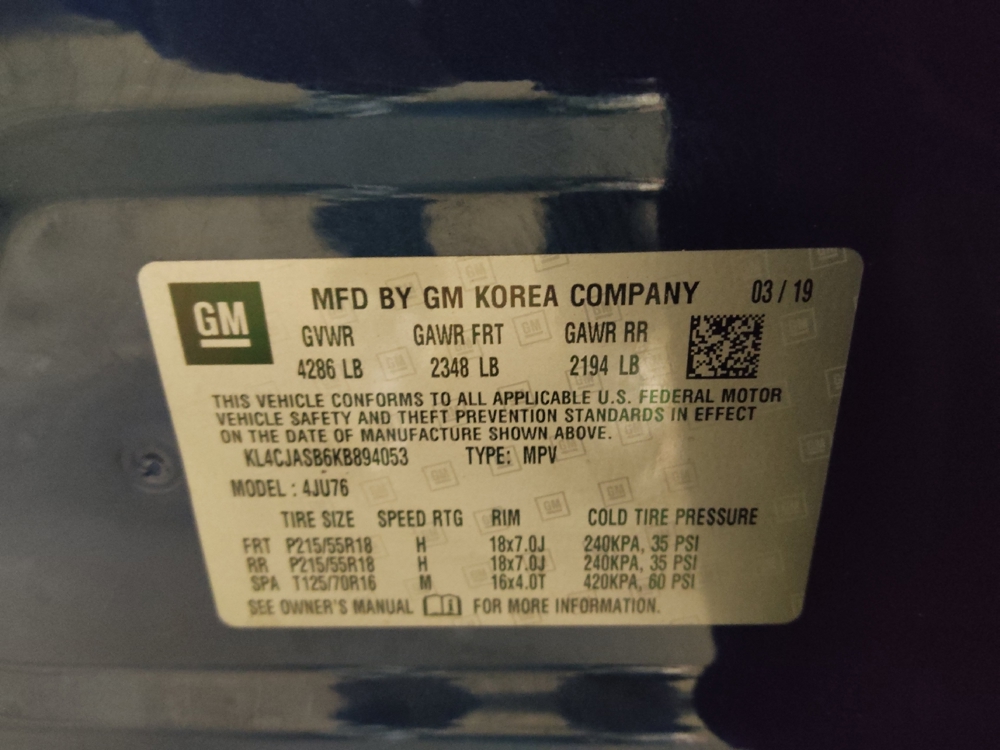 GM
MFD BY GM KOREA COMPANY 03 / 19
GVWR GAWR FRT GAWR RR
4286 LB 2348 LB 2194 LB
THIS VEHICLE CONFORMS TO ALL APPLICABLE U.S. FEDERAL MOTOR
VEHICLE SAFETY AND THEFT PREVENTION STANDARDS IN EFFECT
ON THE DATE OF MANUFACTURE SHOWN ABOVE.
KL4CJASB6KB894053 TYPE: MPV
MODEL : 4JU76
TIRE SIZE SPEED RTG RIM COLD TIRE PRESSURE
FRT P215/55R18 H 18x7.0J 240KPA, 35 PSI
RR P215/55R18 H 18x7.0J 240KPA, 35 PSI
SPA T125/70R16 M 16x4.0T 420KPA, 60 PSI
SEE OWNER'S MANUAL FOR MORE INFORMATION.